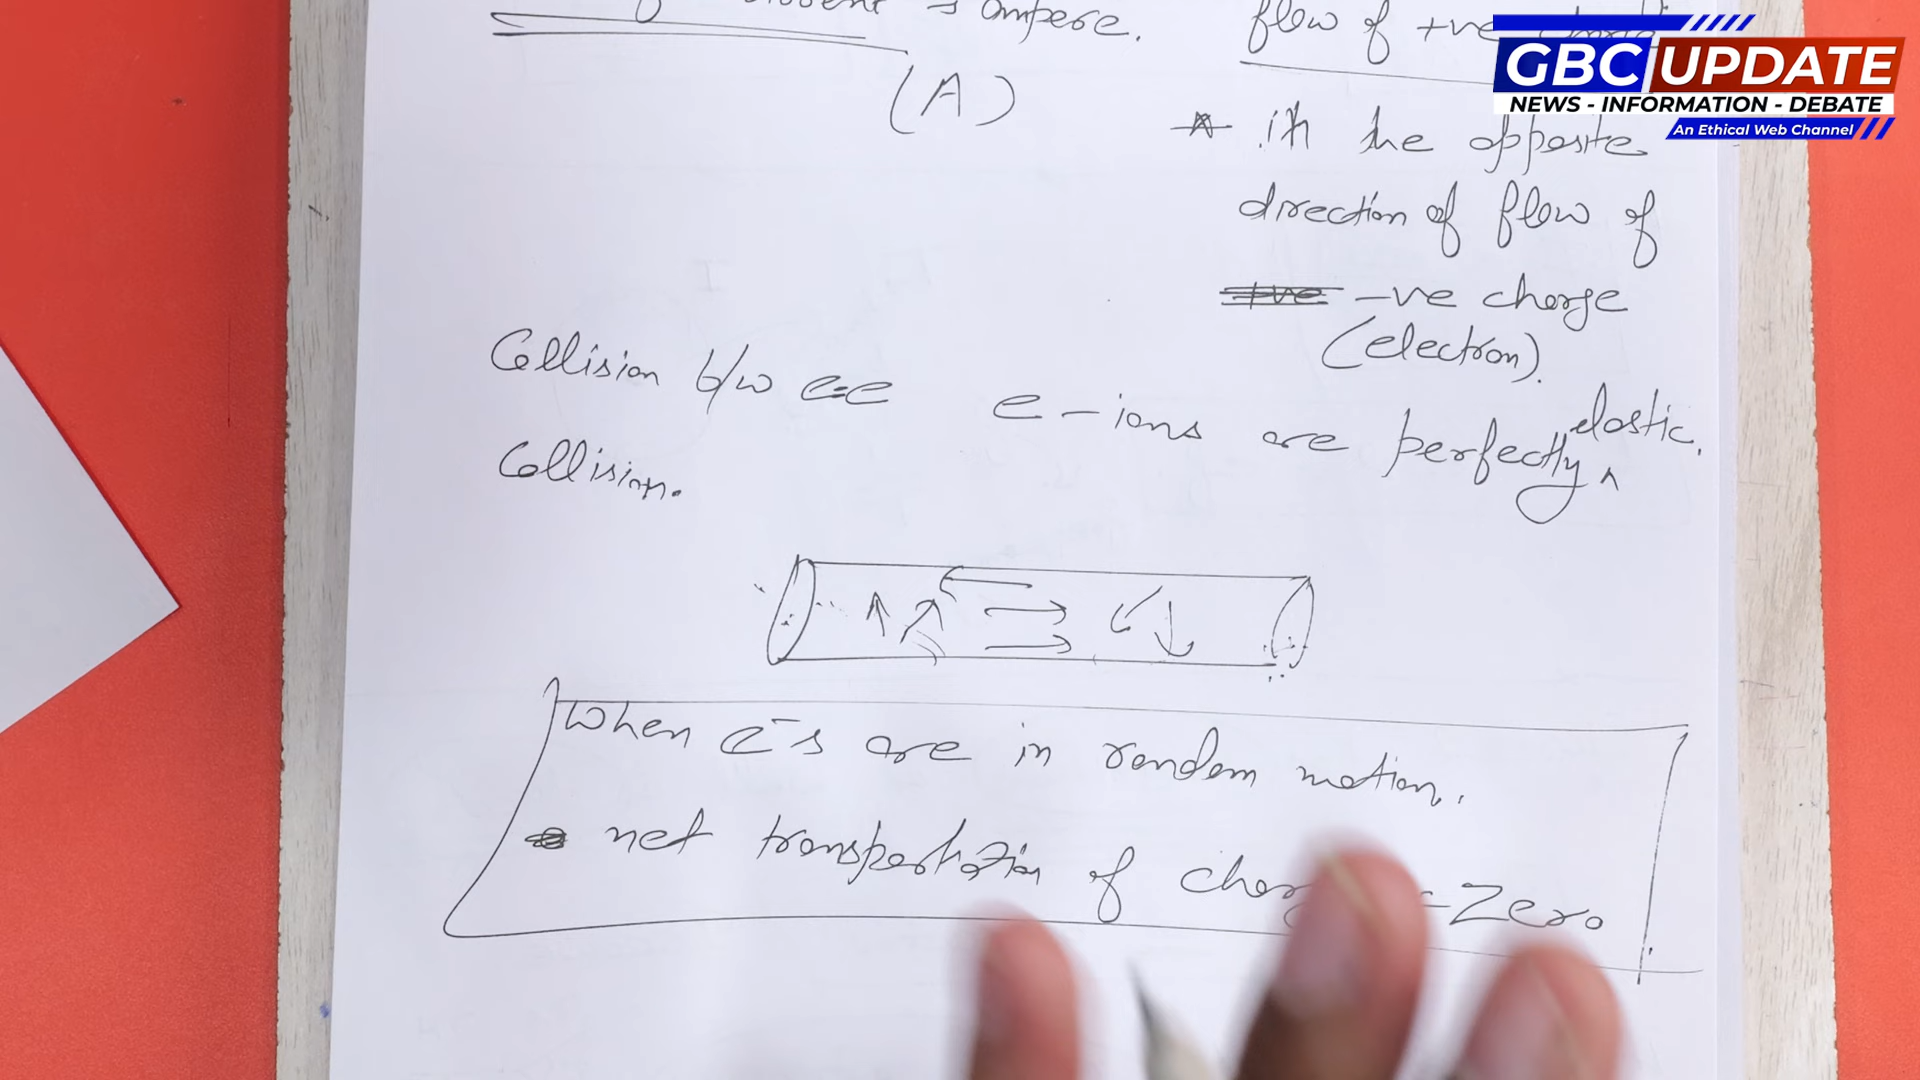 is Ampere.
(A)
flow of +ve
GBC UPDATE
NEWS - INFORMATION - DEBATE
An Ethical Web Channel
in the opposite
direction of flow of
-ve charge
(electron).
Collision b/w e-e e-ions are perfectly elastic.
Collision.
When e-s are in random motion.
net transportation of = Zero